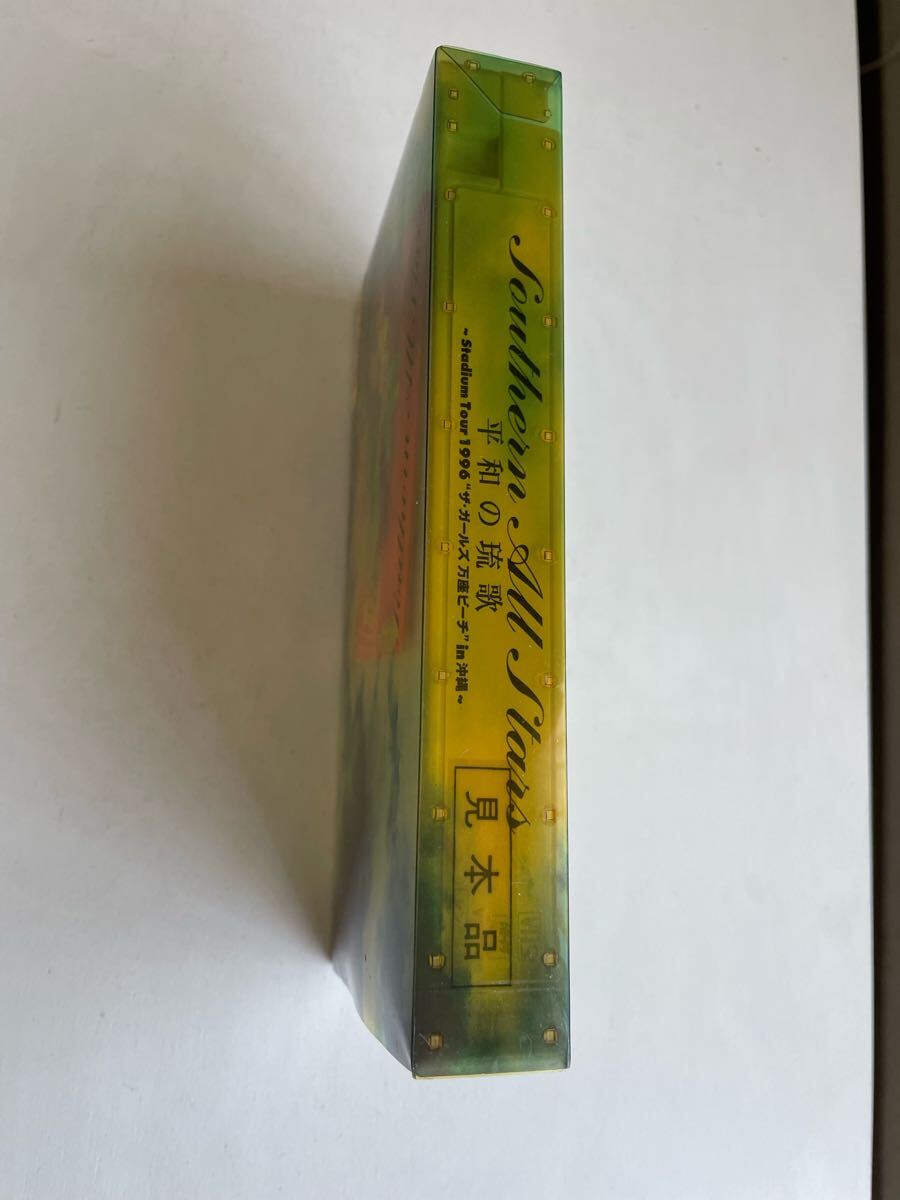 Southern All Stars
平和の琉歌
~Stadium Tour 1996 "ザ・ガールズ 万座ビーチ" in 沖縄~
見本品
VHS